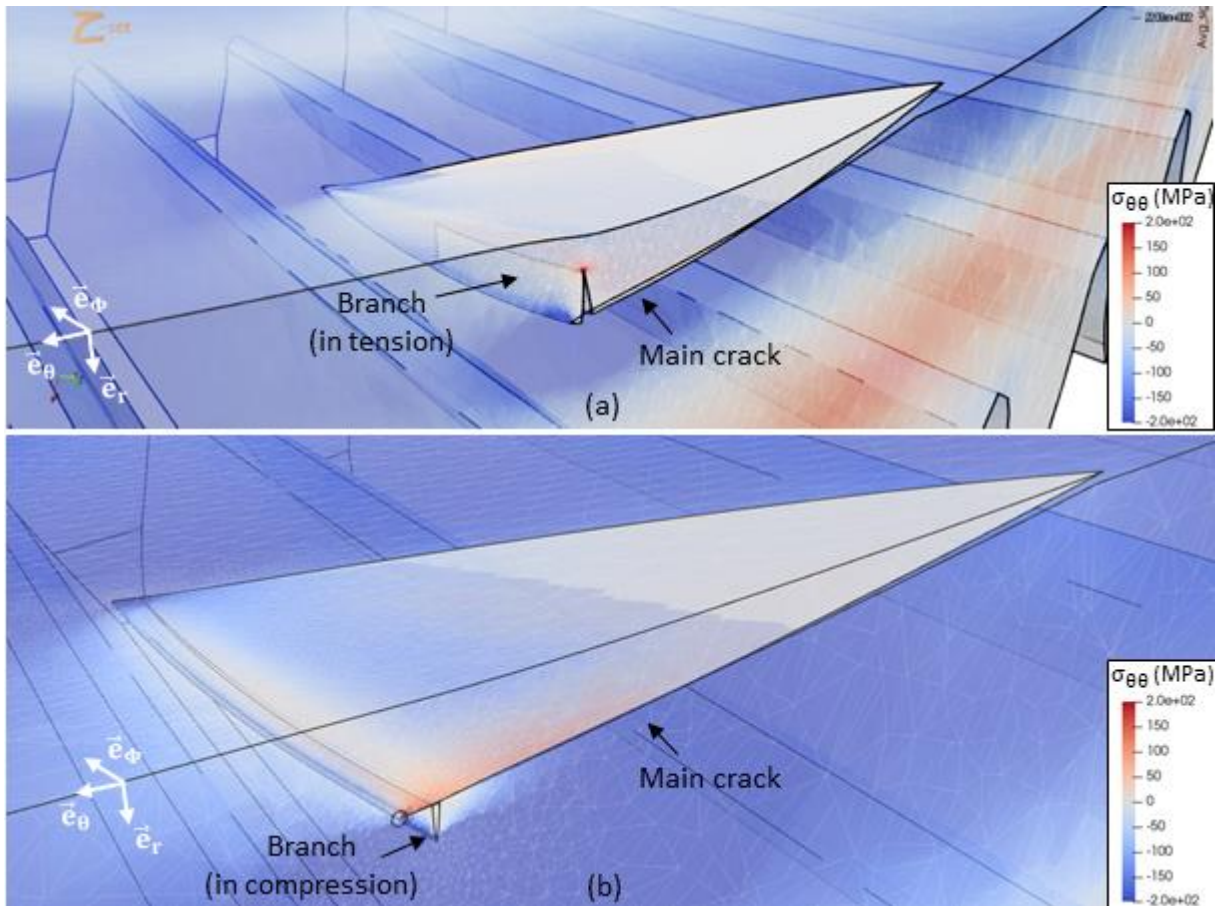 Z-set
Avg_sig
σθθ (MPa)
2.0e+02
150
100
50
0
-50
-100
-150
-2.0e+02
Branch
(in tension)
Main crack
e⃗Φ
e⃗θ
e⃗r
(a)
σθθ (MPa)
2.0e+02
150
100
50
0
-50
-100
-150
-2.0e+02
Main crack
e⃗Φ
e⃗θ
e⃗r
Branch
(in compression)
(b)